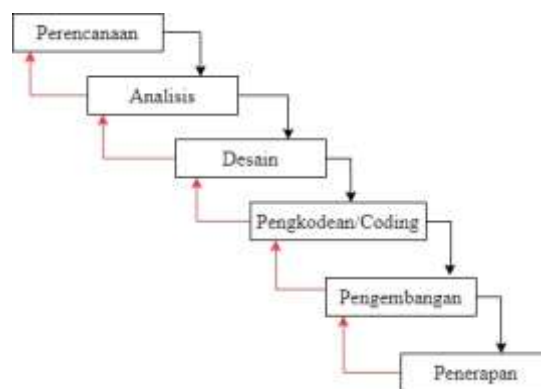 Perencanaan
Analisis
Desain
Pengkodean/Coding
Pengembangan
Penerapan